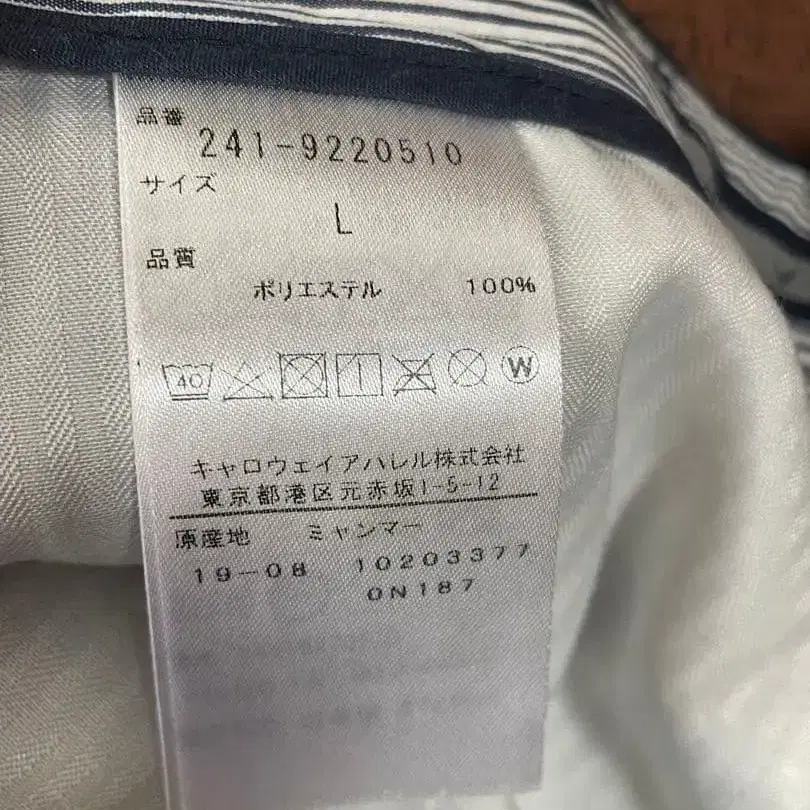 品番
241-9220510
サイズ
L
品質
ポリエステル 100%
40 W
キャロウェイアパレル株式会社
東京都港区元赤坂1-5-12
原産地 ミャンマー
19-08 10203377
0N187